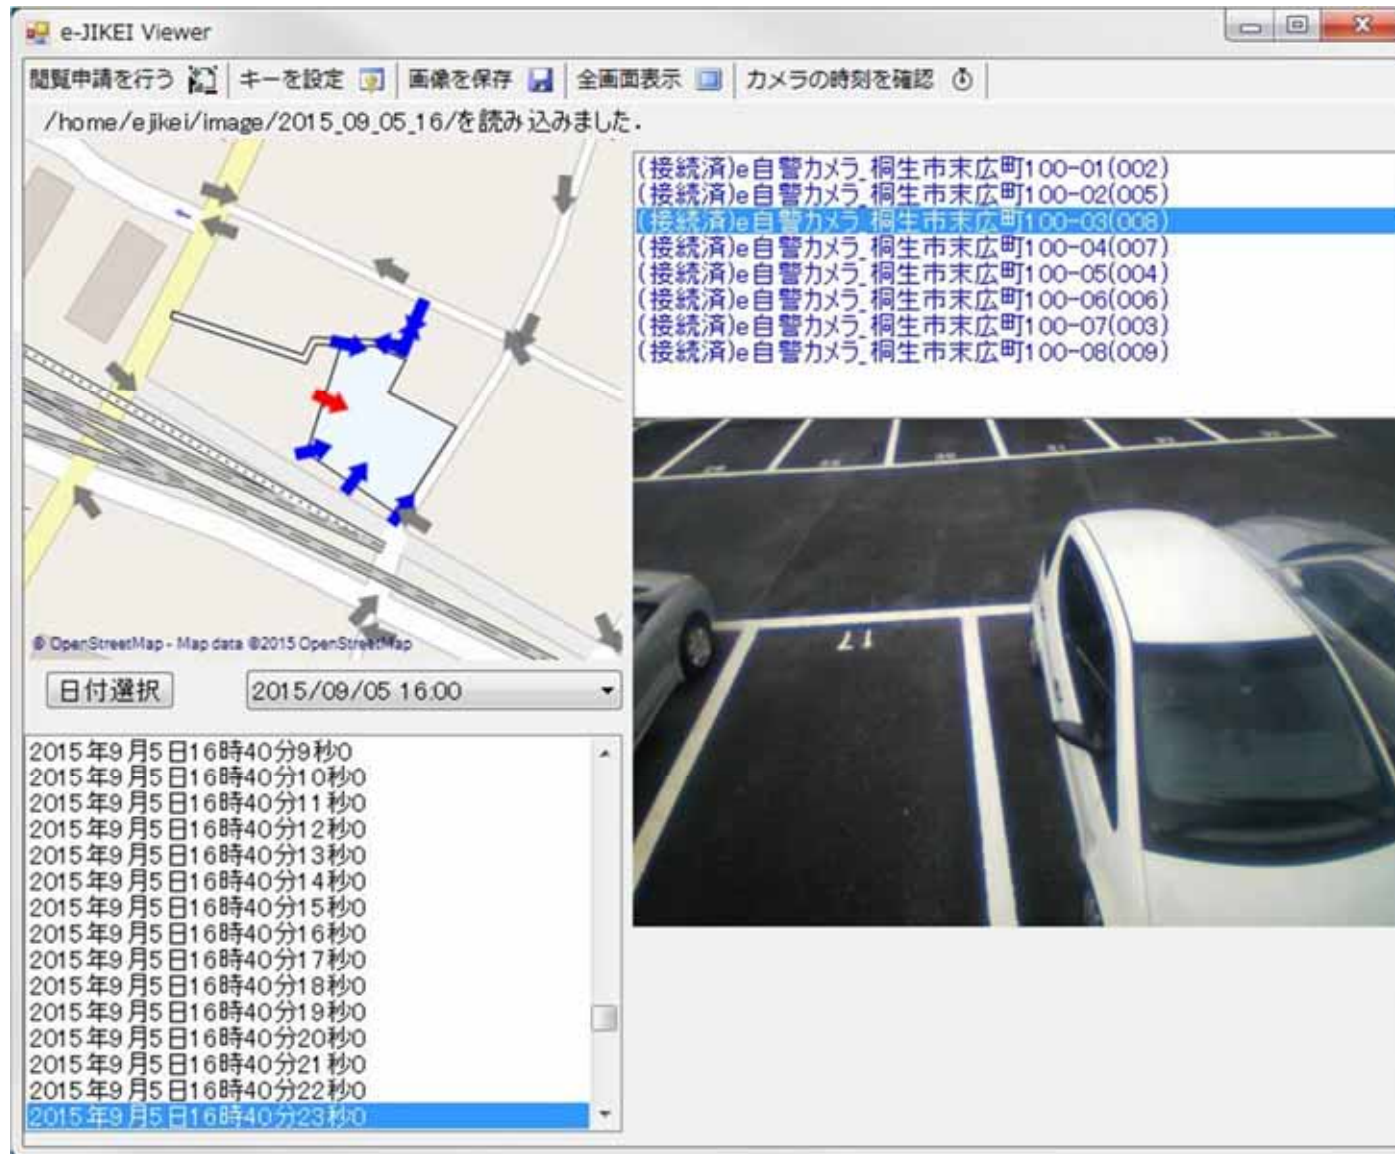 e-JIKEI Viewer
閲覧申請を行う キーを設定 画像を保存 全画面表示 カメラの時刻を確認
/home/ejikei/image/2015_09_05_16/を読み込みました.
(接続済)e自警カメラ_桐生市末広町100-01(002)
(接続済)e自警カメラ_桐生市末広町100-02(005)
(接続済)e自警カメラ_桐生市末広町100-03(008)
(接続済)e自警カメラ_桐生市末広町100-04(007)
(接続済)e自警カメラ_桐生市末広町100-05(004)
(接続済)e自警カメラ_桐生市末広町100-06(006)
(接続済)e自警カメラ_桐生市末広町100-07(003)
(接続済)e自警カメラ_桐生市末広町100-08(009)
17
© OpenStreetMap - Map data ©2015 OpenStreetMap
日付選択 2015/09/05 16:00
2015年9月5日16時40分9秒0
2015年9月5日16時40分10秒0
2015年9月5日16時40分11秒0
2015年9月5日16時40分12秒0
2015年9月5日16時40分13秒0
2015年9月5日16時40分14秒0
2015年9月5日16時40分15秒0
2015年9月5日16時40分16秒0
2015年9月5日16時40分17秒0
2015年9月5日16時40分18秒0
2015年9月5日16時40分19秒0
2015年9月5日16時40分20秒0
2015年9月5日16時40分21秒0
2015年9月5日16時40分22秒0
2015年9月5日16時40分23秒0